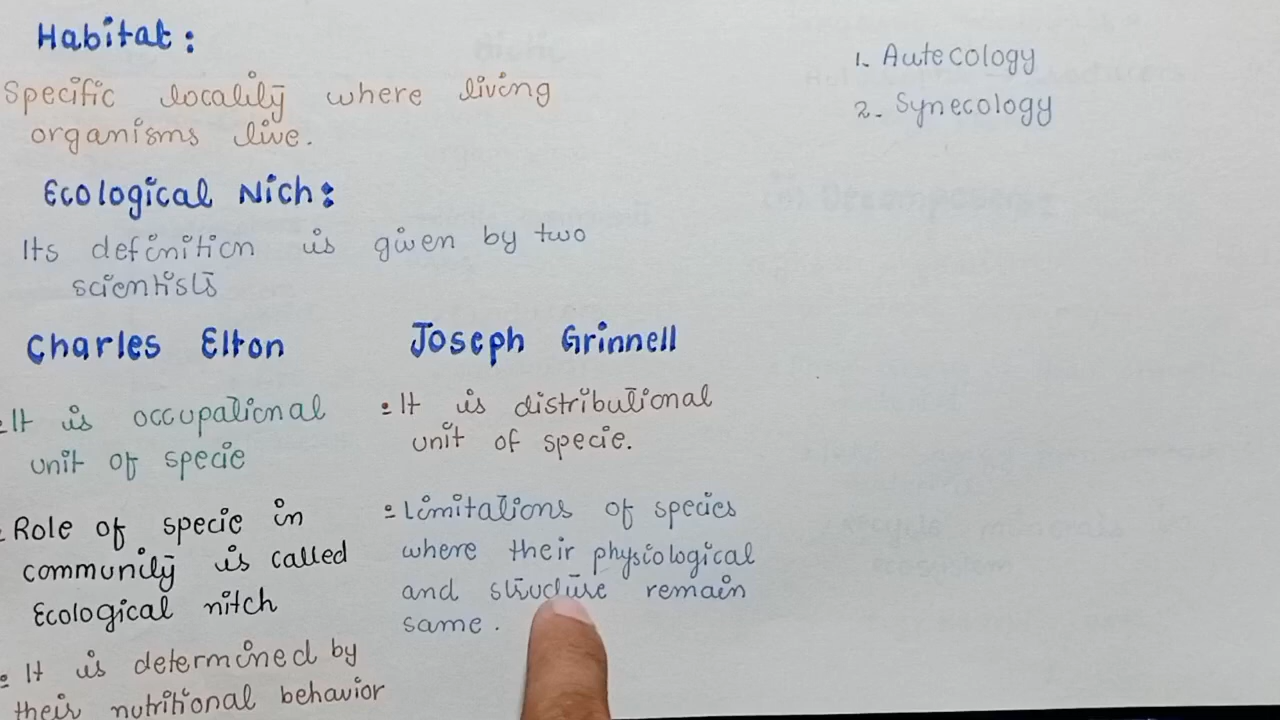 Habitat:
Specific locality where living
organisms live.
Ecological Nich:
Its definition is given by two
scientists
Charles Elton
It is occupational
unit of specie
Role of specie in
community is called
Ecological nitch
It is determined by
their nutritional behavior
Joseph Grinnell
It is distributional
unit of specie.
Limitations of species
where their physiological
and structure remain
same.
1. Autecology
2. Synecology